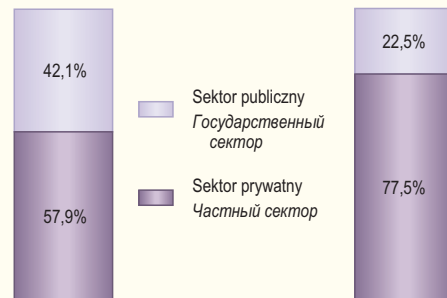 42,1%
57,9%
Sektor publiczny
Государственный
сектор
Sektor prywatny
Частный сектор
22,5%
77,5%